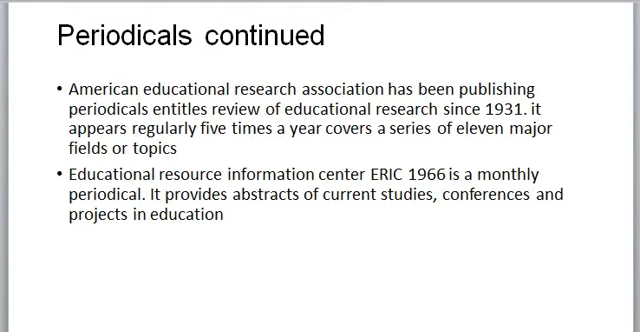 Periodicals continued
• American educational research association has been publishing
periodicals entitles review of educational research since 1931. it
appears regularly five times a year covers a series of eleven major
fields or topics
• Educational resource information center ERIC 1966 is a monthly
periodical. It provides abstracts of current studies, conferences and
projects in education